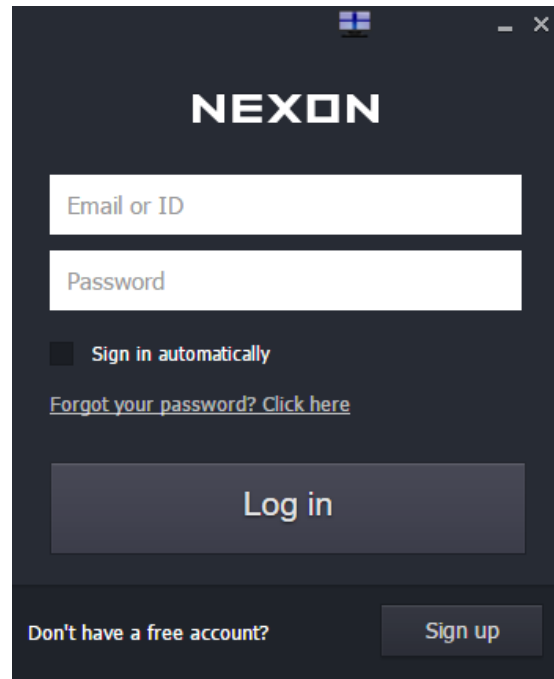 NEXON
Email or ID
Password
Sign in automatically
Forgot your password? Click here
Log in
Don't have a free account?
Sign up